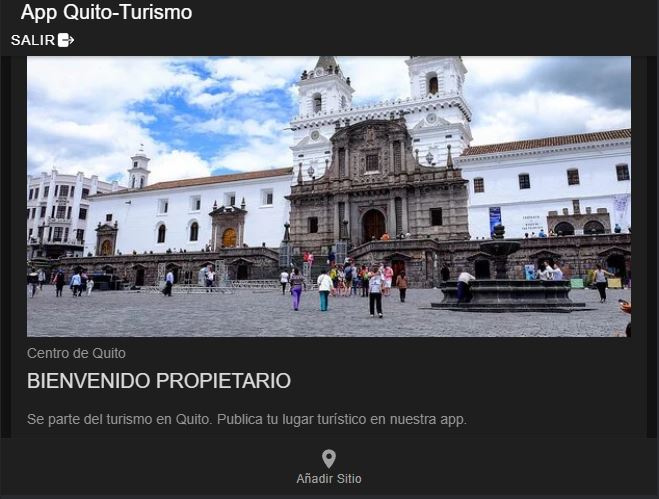 App Quito-Turismo
SALIR
Centro de Quito
BIENVENIDO PROPIETARIO
Se parte del turismo en Quito. Publica tu lugar turístico en nuestra app.
Añadir Sitio